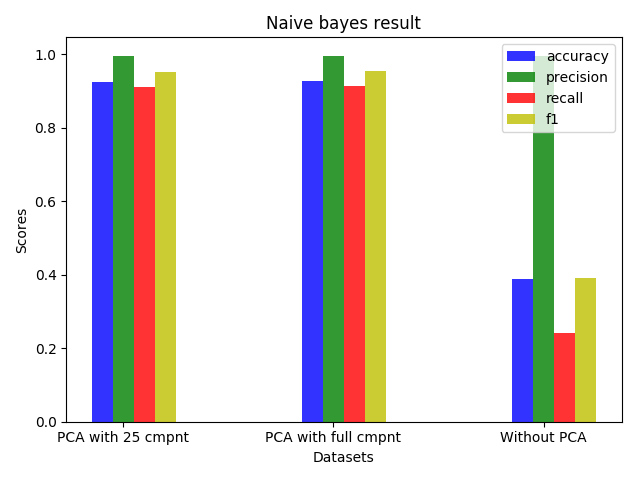 Naive bayes result
accuracy
precision
recall
f1
1.0
0.8
0.6
0.4
0.2
0.0
Scores
PCA with 25 cmpnt
PCA with full cmpnt
Without PCA
Datasets